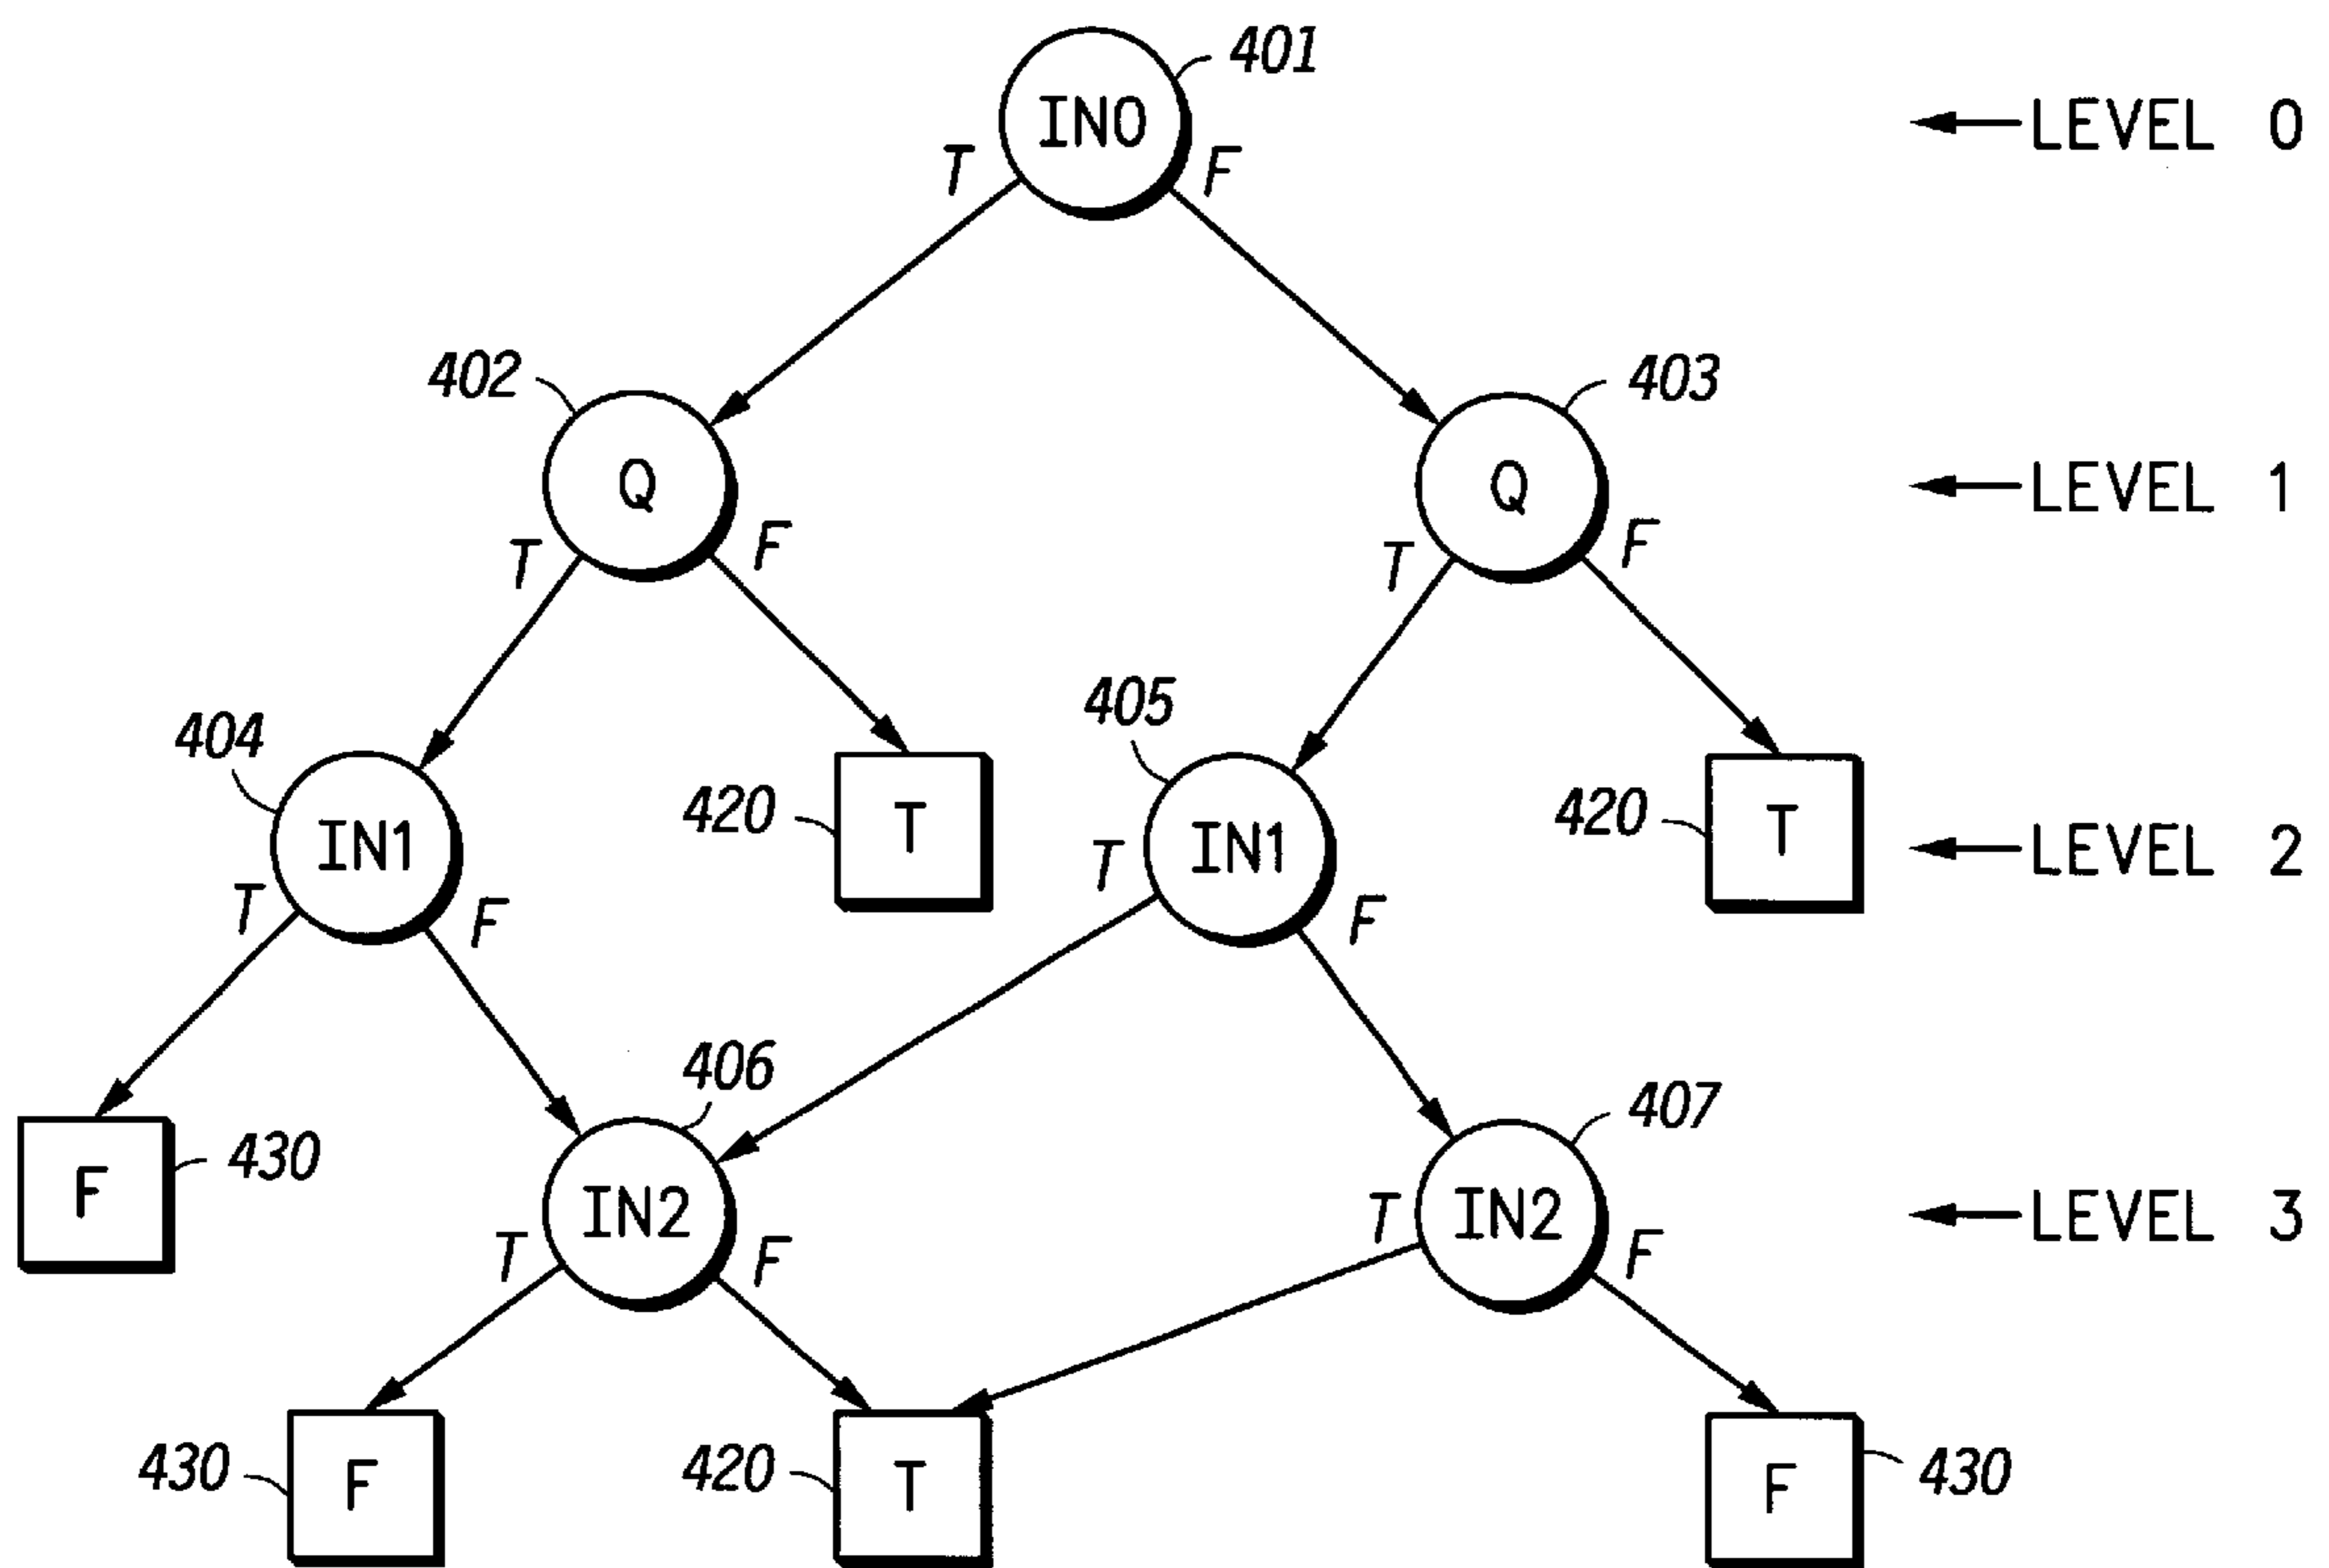 401
IN0
T F
LEVEL 0
402
403
Q
Q
T F
T F
LEVEL 1
404
405
IN1
420
T
IN1
420
T
T F
T F
LEVEL 2
406
407
F
430
IN2
IN2
T F
T F
LEVEL 3
430
F
420
T
F
430